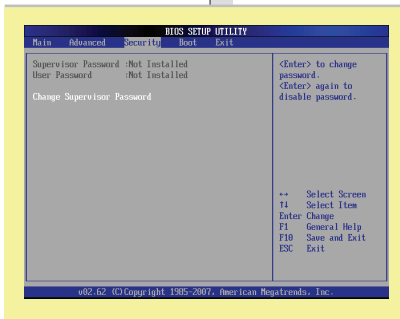 BIOS SETUP UTILITY
Main Advanced Security Boot Exit
Supervisor Password :Not Installed
User Password :Not Installed
Change Supervisor Password
<Enter> to change
password.
<Enter> again to
disable password.
↔ Select Screen
↑↓ Select Item
Enter Change
F1 General Help
F10 Save and Exit
ESC Exit
v02.62 (C)Copyright 1985-2007, American Megatrends, Inc.